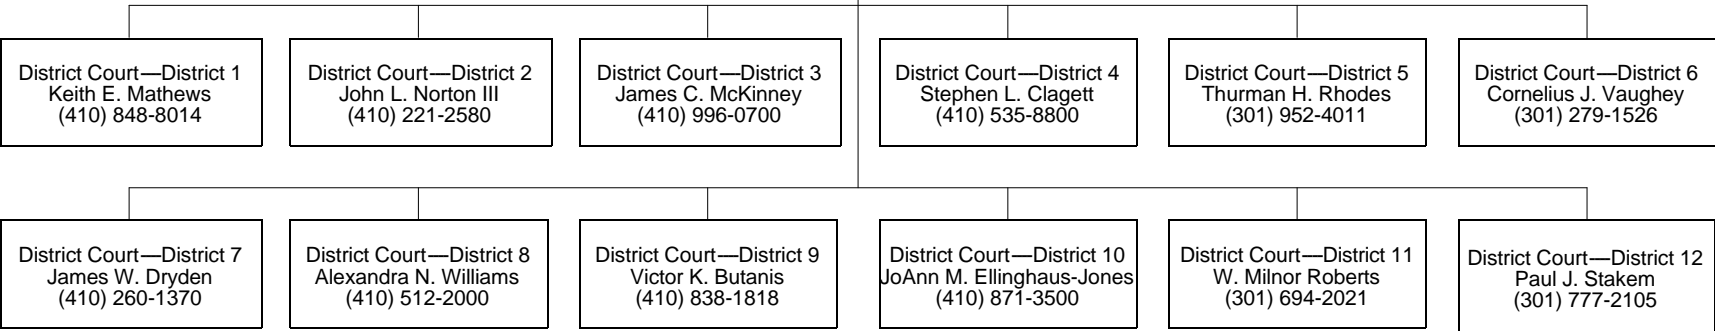 District Court—District 1
Keith E. Mathews
(410) 848-8014
District Court—District 2
John L. Norton III
(410) 221-2580
District Court—District 3
James C. McKinney
(410) 996-0700
District Court—District 4
Stephen L. Clagett
(410) 535-8800
District Court—District 5
Thurman H. Rhodes
(301) 952-4011
District Court—District 6
Cornelius J. Vaughey
(301) 279-1526
District Court—District 7
James W. Dryden
(410) 260-1370
District Court—District 8
Alexandra N. Williams
(410) 512-2000
District Court—District 9
Victor K. Butanis
(410) 838-1818
District Court—District 10
JoAnn M. Ellinghaus-Jones
(410) 871-3500
District Court—District 11
W. Milnor Roberts
(301) 694-2021
District Court—District 12
Paul J. Stakem
(301) 777-2105